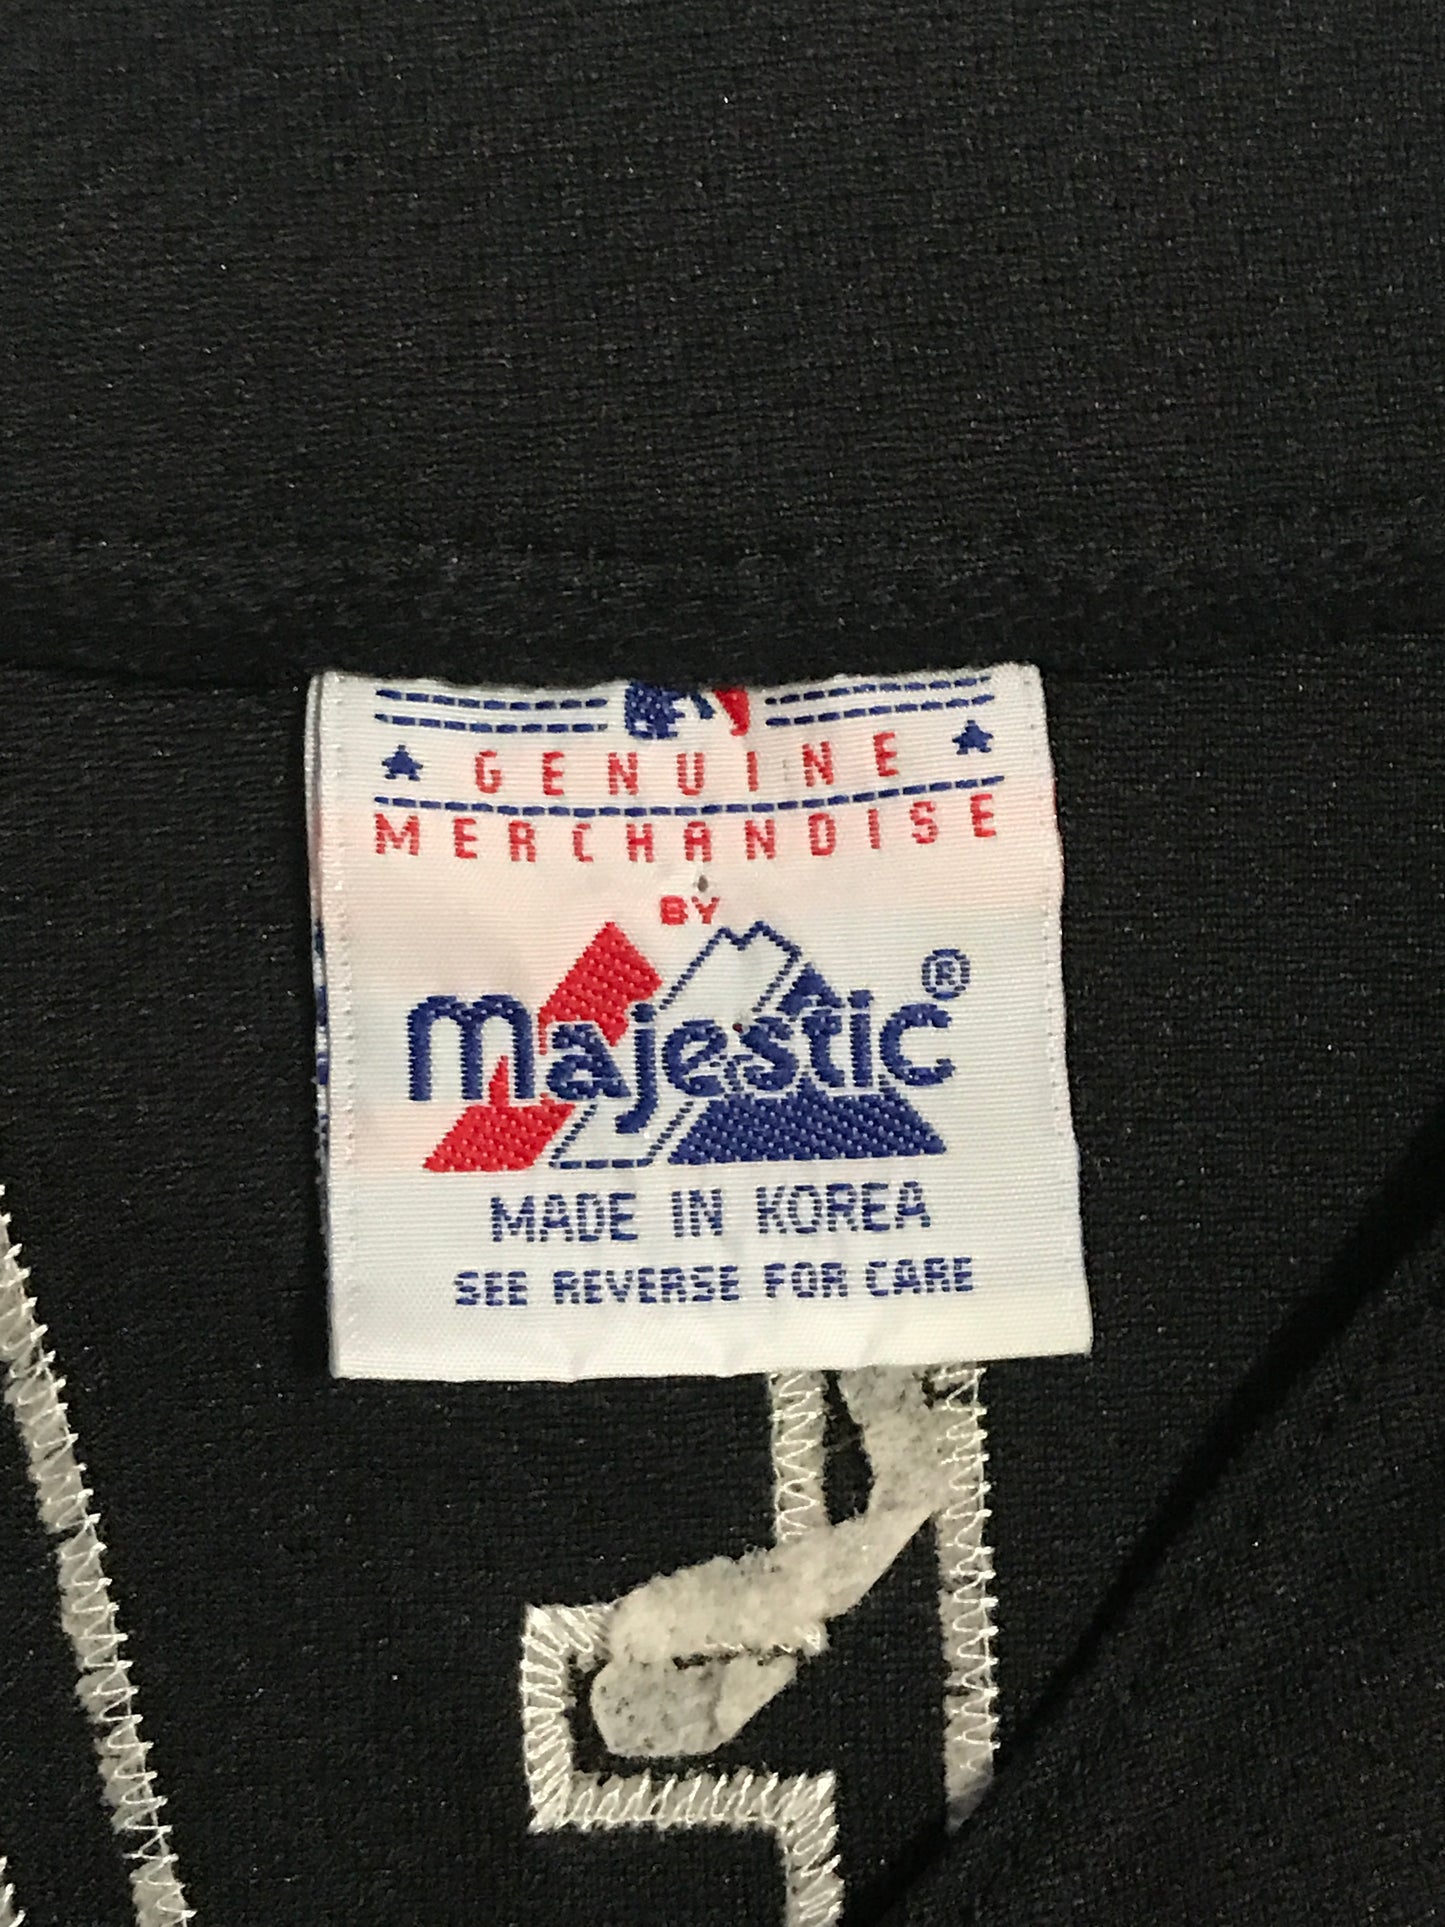 GENUINE
MERCHANDISE
BY
majestic®
MADE IN KOREA
SEE REVERSE FOR CARE